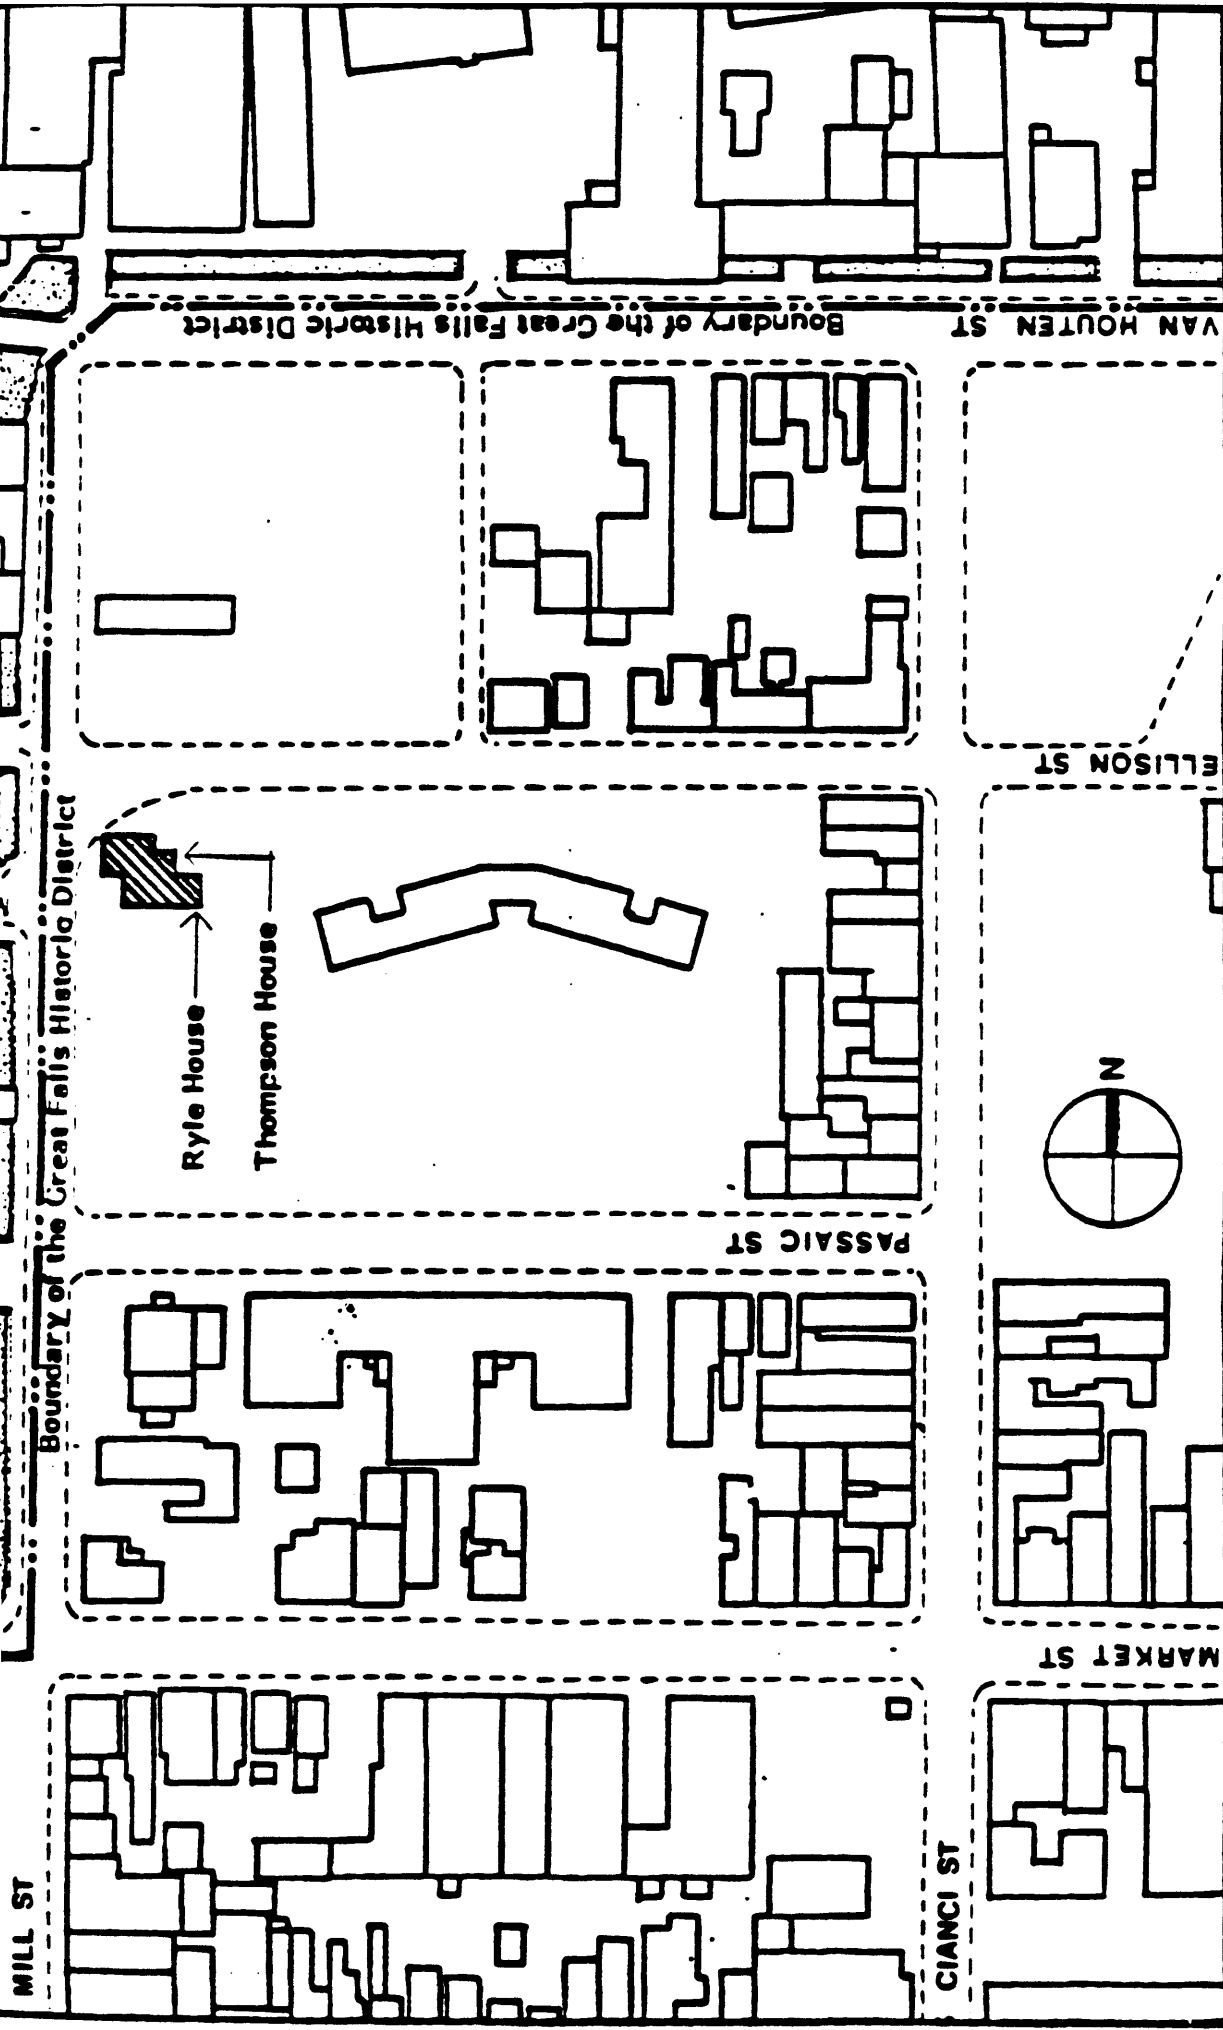 Boundary of the Great Falls Historic District
VAN HOUTEN ST
ELLISON ST
Boundary of the Great Falls Historic District
Ryle House
Thompson House
N
PASSAIC ST
MARKET ST
MILL ST
CIANCI ST